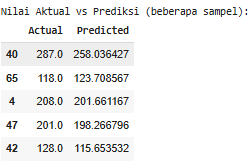 Nilai Aktual vs Prediksi (beberapa sampel):
Actual Predicted
40 287.0 258.036427
65 118.0 123.708567
4 208.0 201.661167
47 201.0 198.266796
42 128.0 115.653532